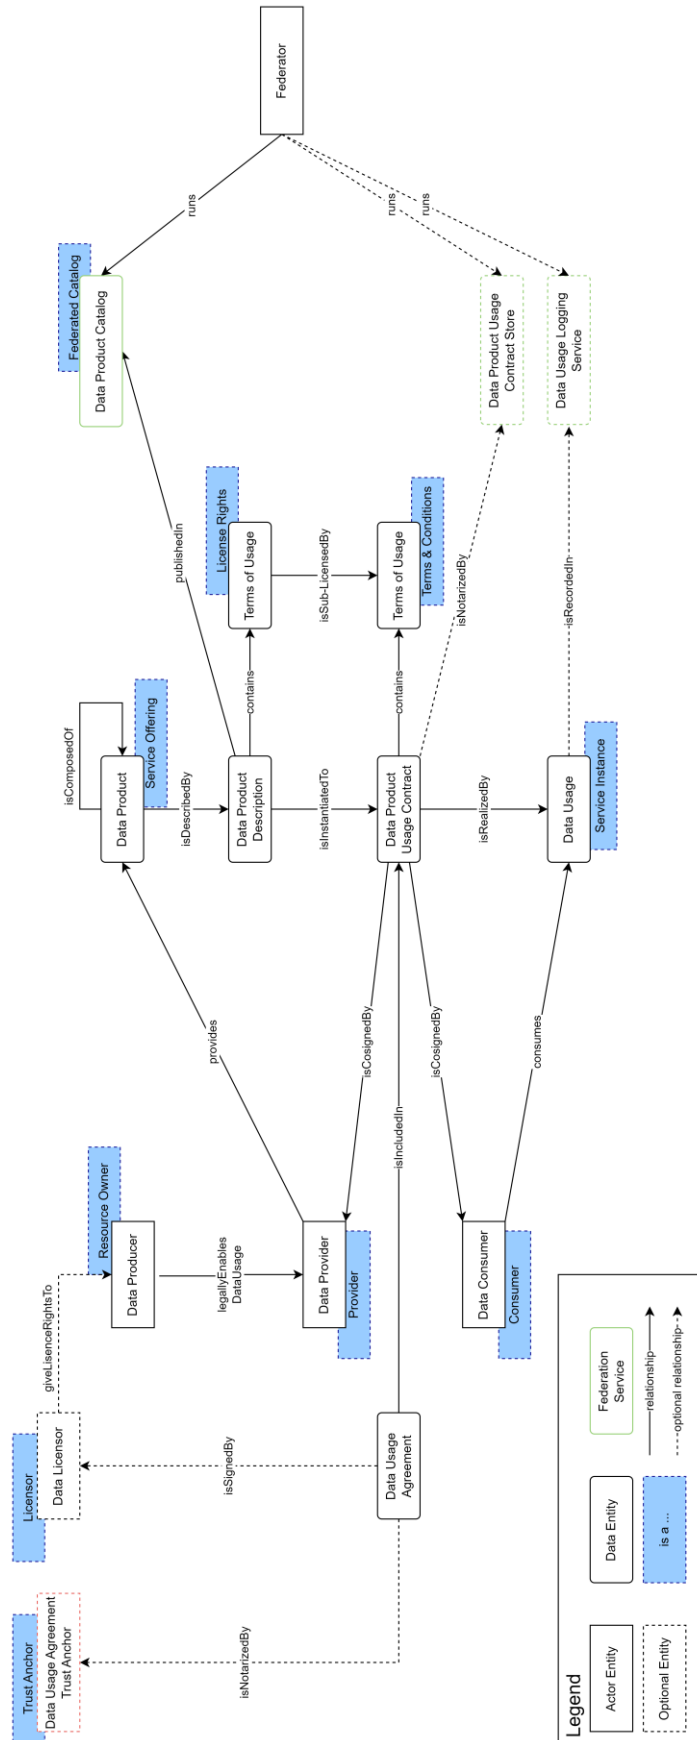 Trust Anchor
Data Usage Agreement
Trust Anchor
Licensor
Data Licensor
giveLisenceRightsTo
Resource Owner
Data Producer
isComposedOf
Data Product
Service Offering
Federated Catalog
Data Product Catalog
runs
Federator
legallyEnables
DataUsage
provides
isDescribedBy
publishedIn
isNotarizedBy
isSignedBy
Data Provider
Provider
Data Product
Description
contains
License Rights
Terms of Usage
isCosignedBy
isInstantiatedTo
isSub-LicensedBy
Data Usage
Agreement
isIncludedIn
Data Product
Usage Contract
contains
Terms of Usage
Terms & Conditions
runs
runs
isCosignedBy
isNotarizedBy
Data Product Usage
Contract Store
Data Consumer
Consumer
consumes
isRealizedBy
Data Usage
Service Instance
isRecordedIn
Data Usage Logging
Service
Legend
Actor Entity
Data Entity
Federation
Service
Optional Entity
is a ...
relationship
optional relationship